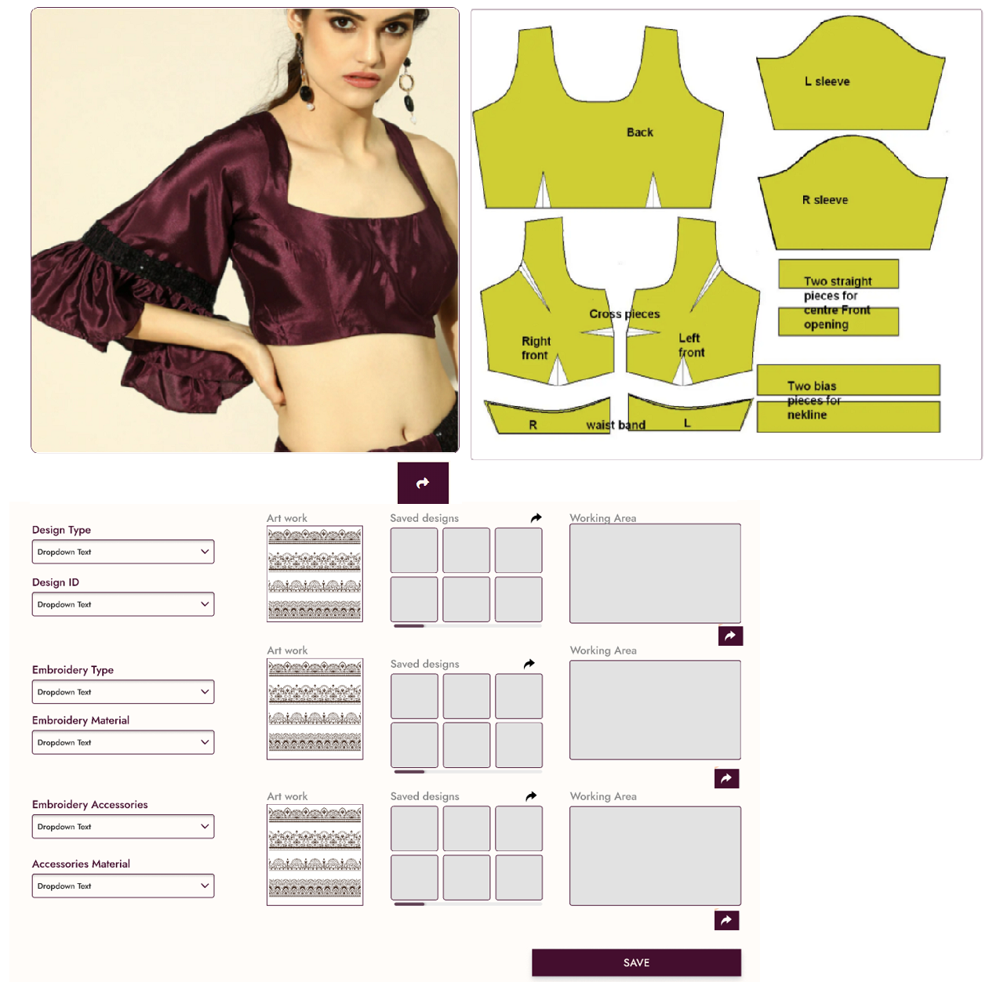 Back
L sleeve
R sleeve
Two straight
pieces for
centre Front
opening
Cross pieces
Right
front
Left
front
Two bias
pieces for
nekline
R
waist band
L
Design Type
Dropdown Text
Design ID
Dropdown Text
Art work
Saved designs
Working Area
Embroidery Type
Dropdown Text
Embroidery Material
Dropdown Text
Art work
Saved designs
Working Area
Embroidery Accessories
Dropdown Text
Accessories Material
Dropdown Text
Art work
Saved designs
Working Area
SAVE